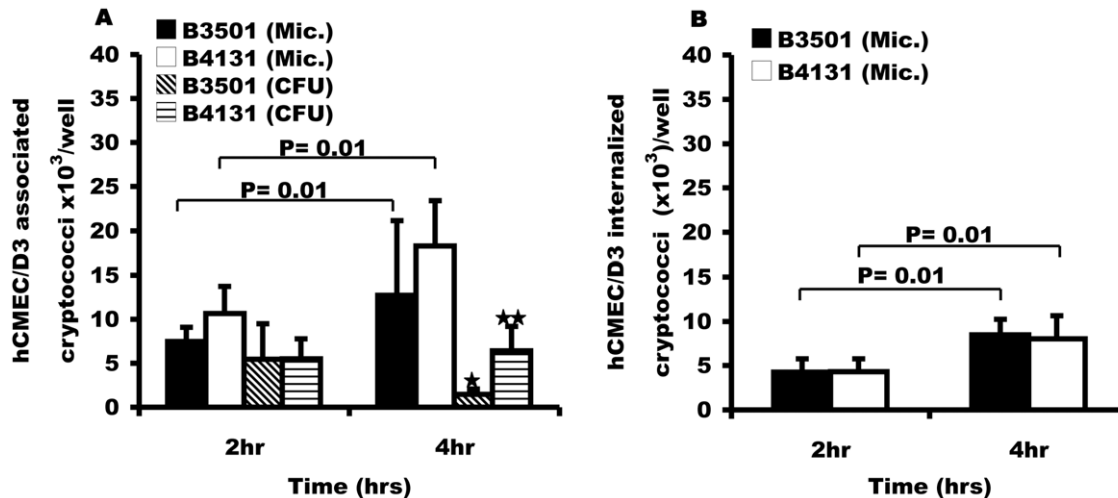 A
B3501 (Mic.)
B4131 (Mic.)
B3501 (CFU)
B4131 (CFU)
hCMEC/D3 associated
cryptococci x10³/well
40
35
30
25
20
15
10
5
0
P= 0.01
P= 0.01
★
★★
2hr
4hr
Time (hrs)
B
B3501 (Mic.)
B4131 (Mic.)
hCMEC/D3 internalized
cryptococci (x10³)/well
40
35
30
25
20
15
10
5
0
P= 0.01
P= 0.01
2hr
4hr
Time (hrs)